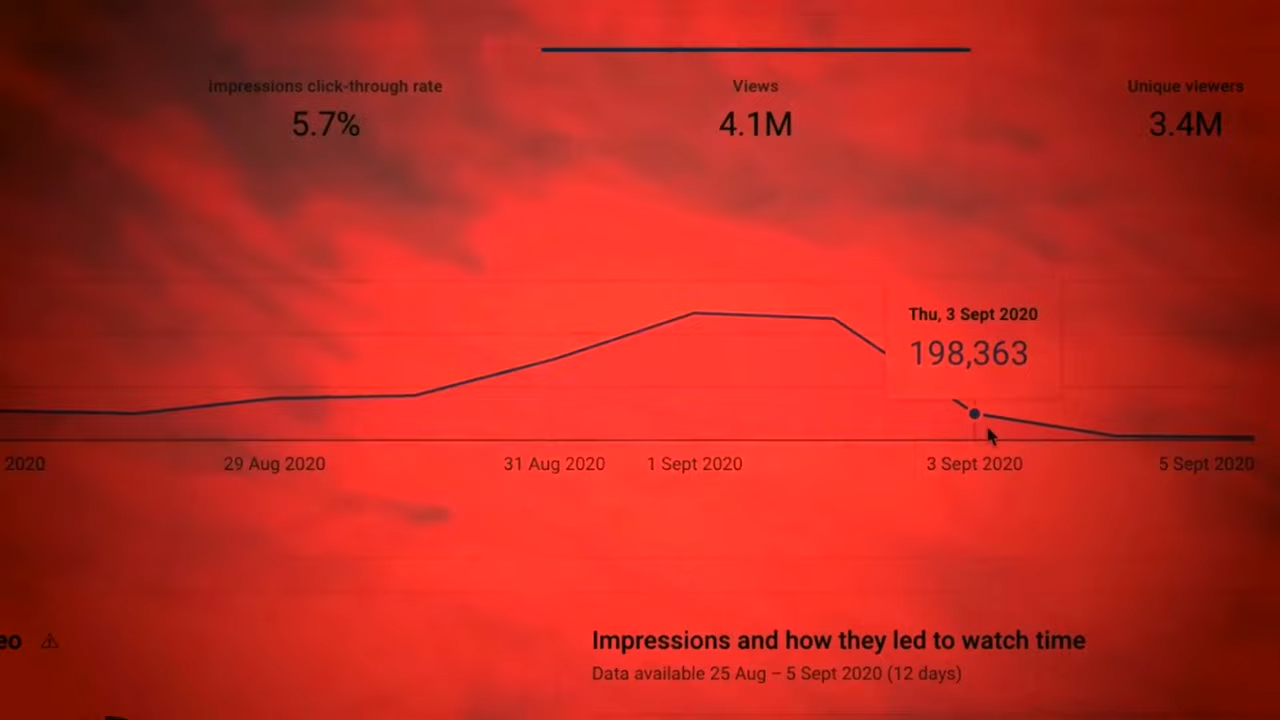 Impressions click-through rate
Views
Unique viewers
5.7%
4.1M
3.4M
Thu, 3 Sept 2020
198,363
2020
29 Aug 2020
31 Aug 2020
1 Sept 2020
3 Sept 2020
5 Sept 2020
eo
Impressions and how they led to watch time
Data available 25 Aug – 5 Sept 2020 (12 days)